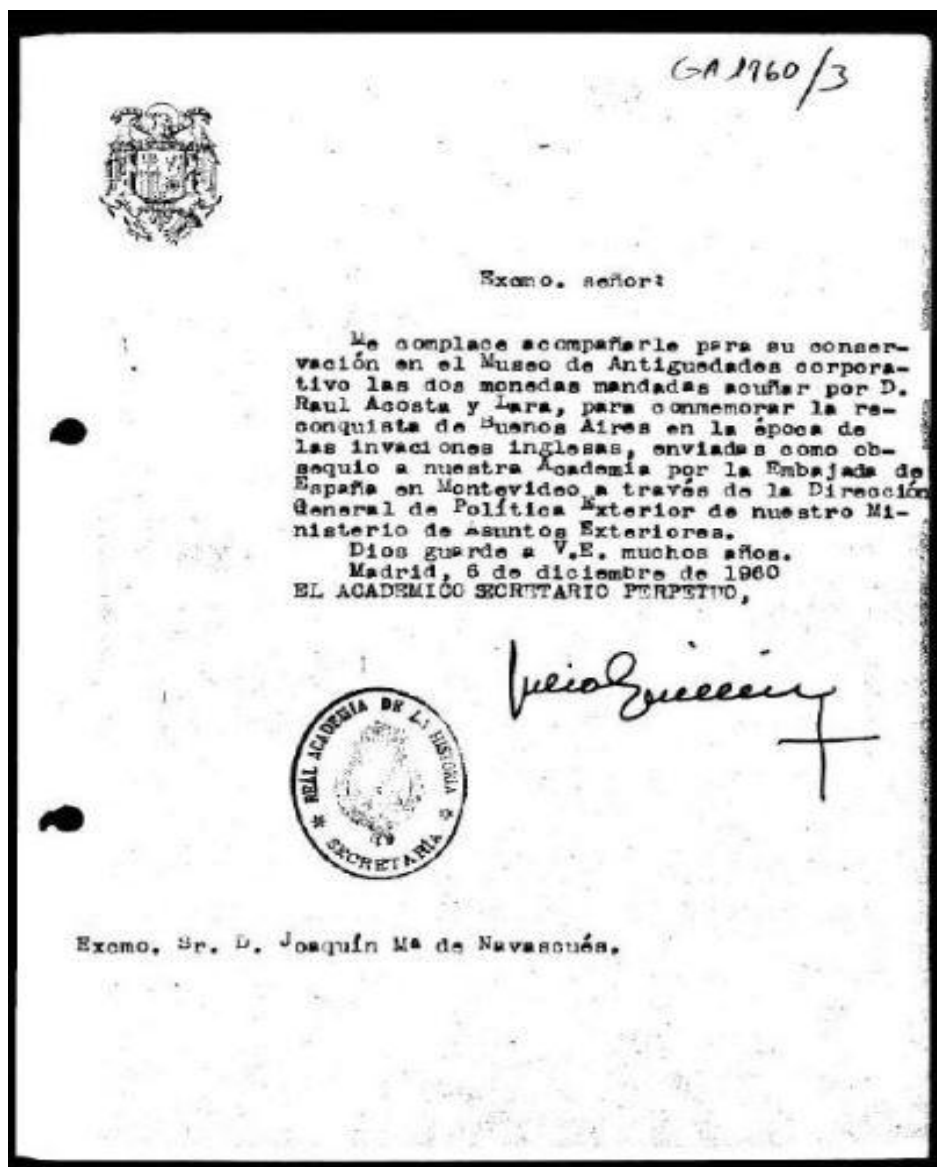 GA 1960/3
Excmo. señor:
Me complace acompañarle para su conser-
vación en el Museo de Antiguedades corpora-
tivo las dos monedas mandadas acuñar por D.
Raul Acosta y Lara, para conmemorar la re-
conquista de Buenos Aires en la época de
las invaciones inglesas, enviadas como ob-
sequio a nuestra Academia por la Embajada de
España en Montevideo a través de la Dirección
General de Política Exterior de nuestro Mi-
nisterio de Asuntos Exteriores.
Dios guarde a V.E. muchos años.
Madrid, 6 de diciembre de 1960
EL ACADEMICO SECRETARIO PERPETUO,
Julio Guillén
REAL ACADEMIA DE LA HISTORIA
* SECRETARÍA *
Excmo. Sr. D. Joaquín Mª de Navascués.